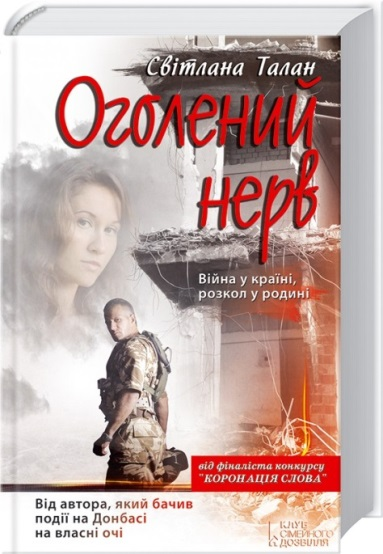 Світлана Талан
Оголений
нерв
Війна у країні,
розкол у родині
від фіналіста конкурсу
"КОРОНАЦІЯ СЛОВА"
Від автора, який бачив
події на Донбасі
на власні очі
КЛУБ
СІМЕЙНОГО
ДОЗВІЛЛЯ